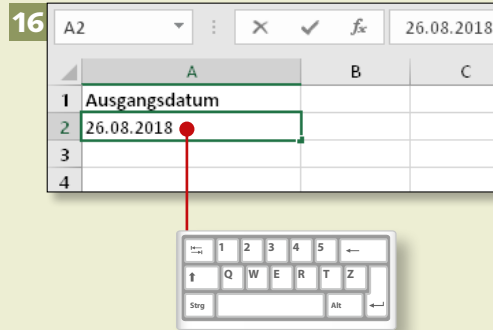 16
A2 fx 26.08.2018
A B C
1 Ausgangsdatum
2 26.08.2018
3
4
1 2 3 4 5
Q W E R T Z
Strg Alt